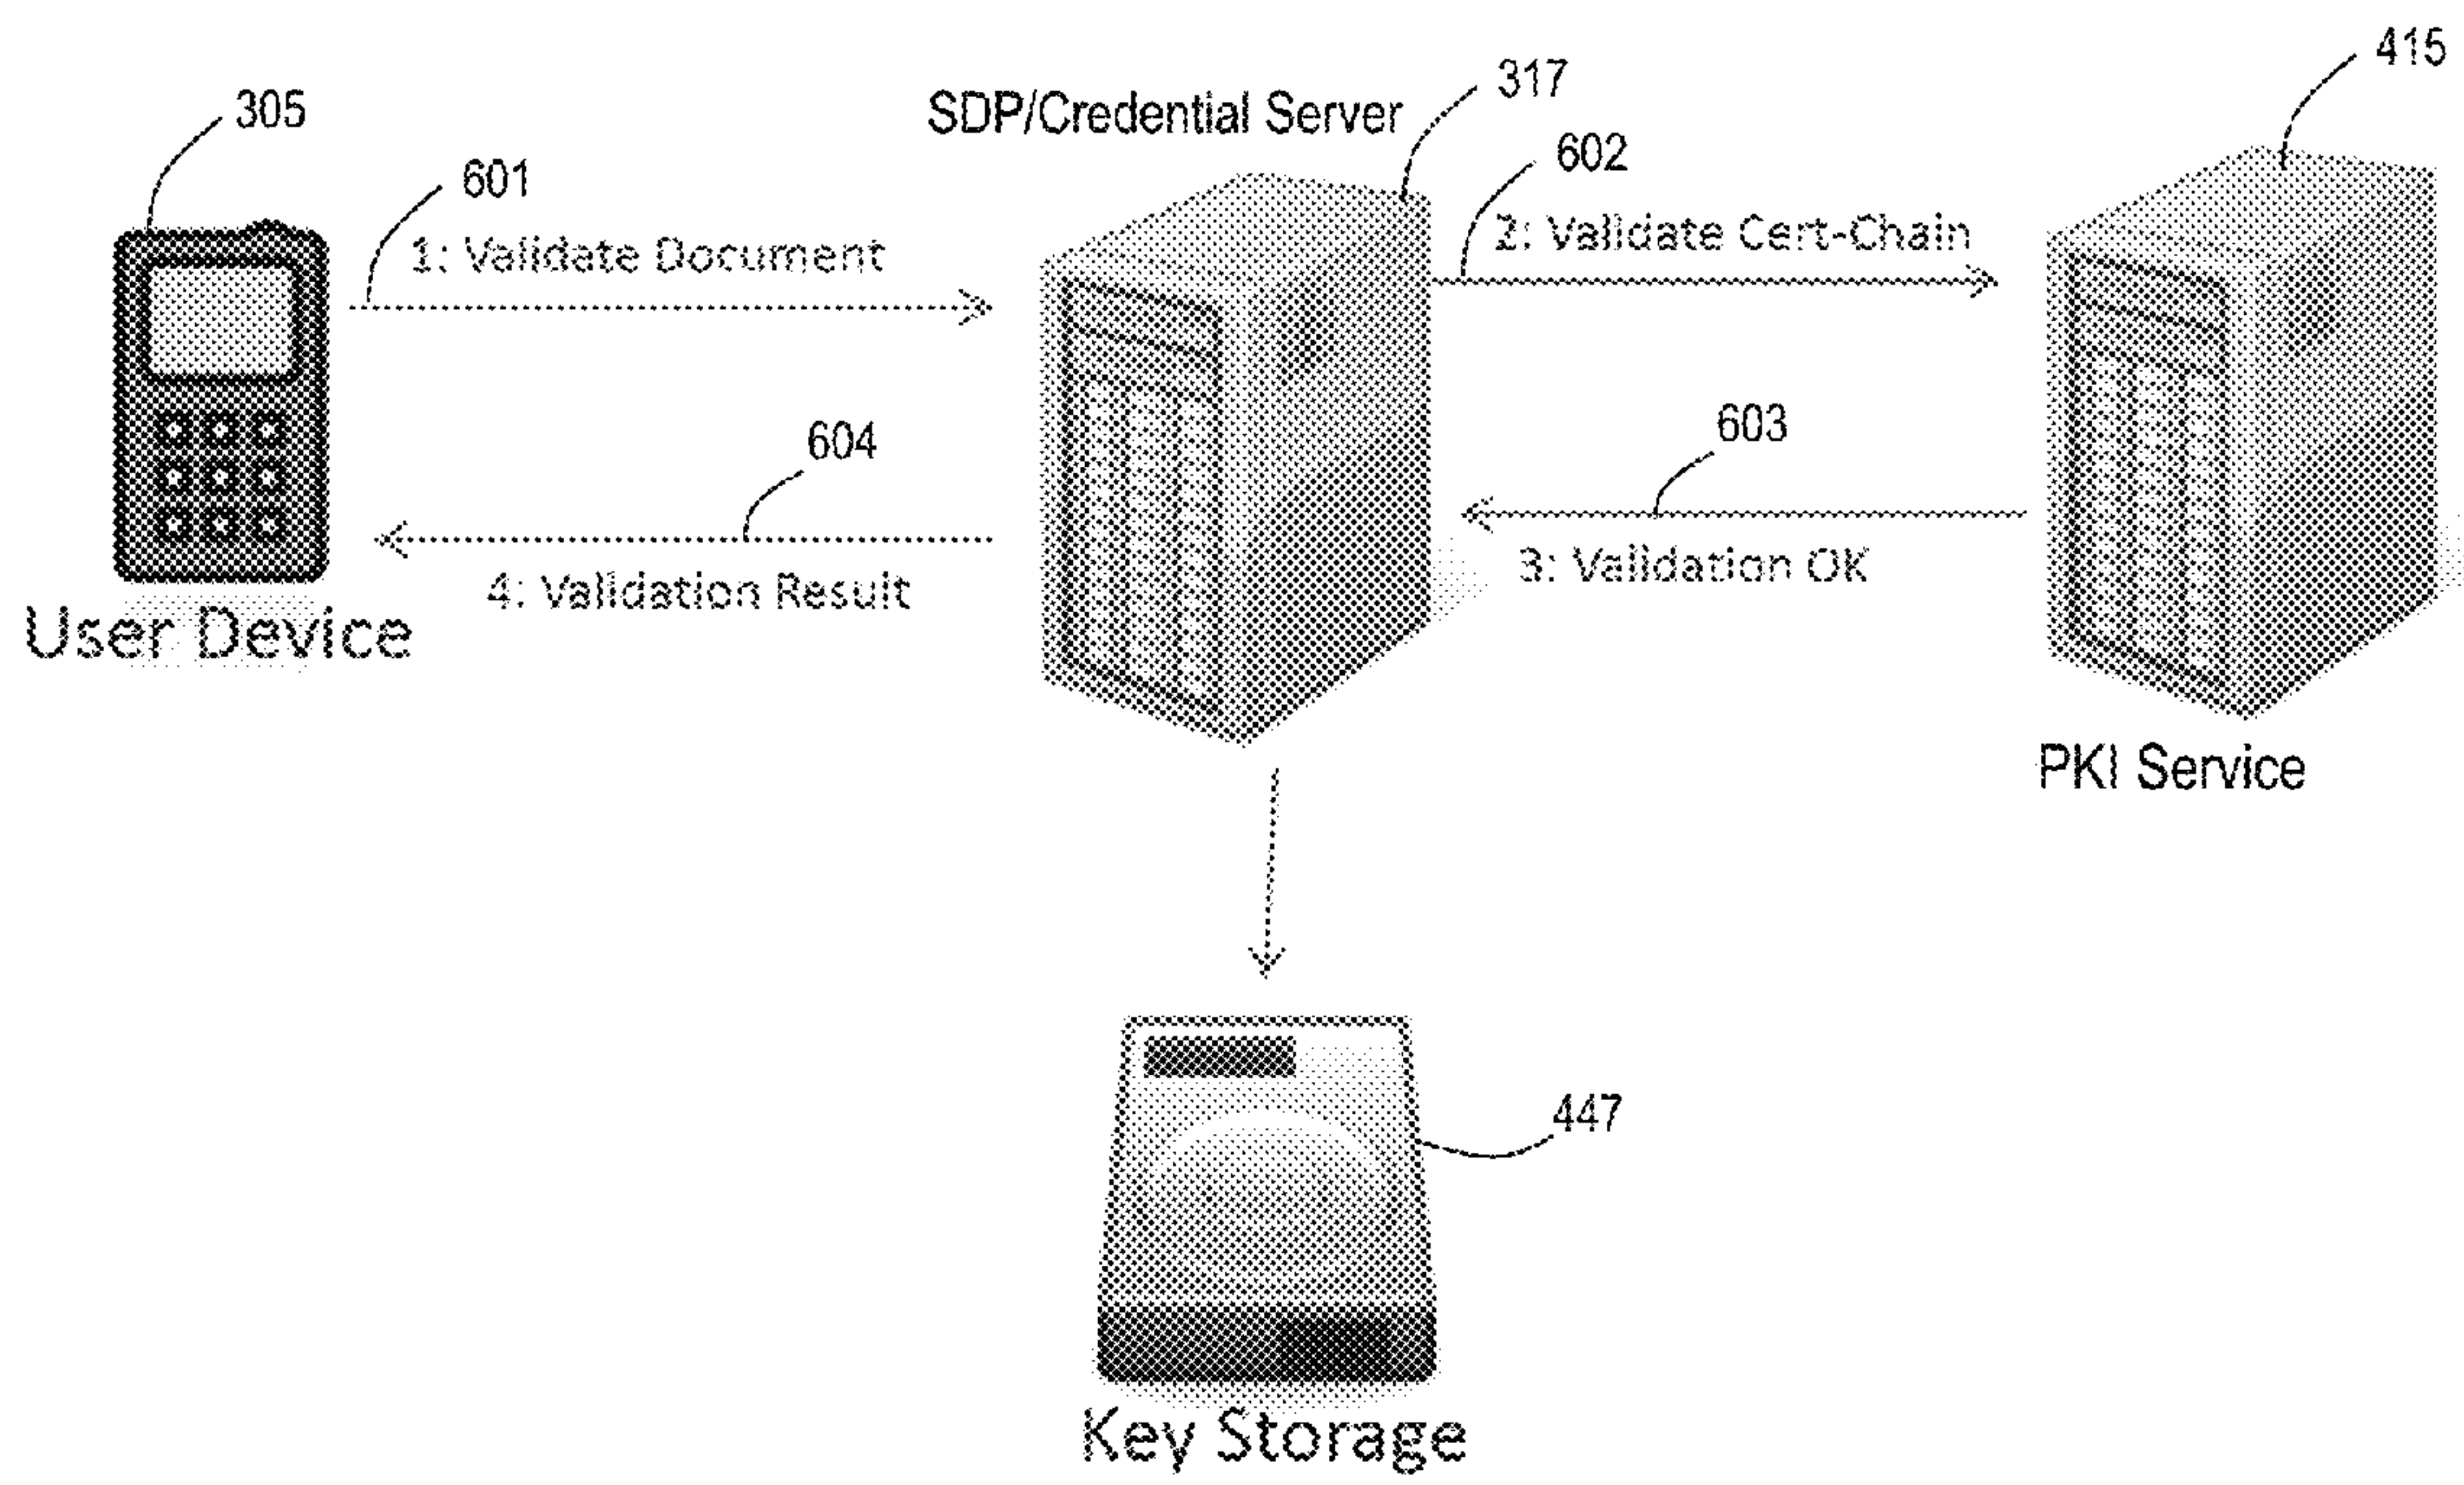 415
317
305
SDP/Credential Server
602
601
2: Validate Cert-Chain
1: Validate Document
603
604
3: Validation OK
4: Validation Result
User Device
PKI Service
447
Key Storage